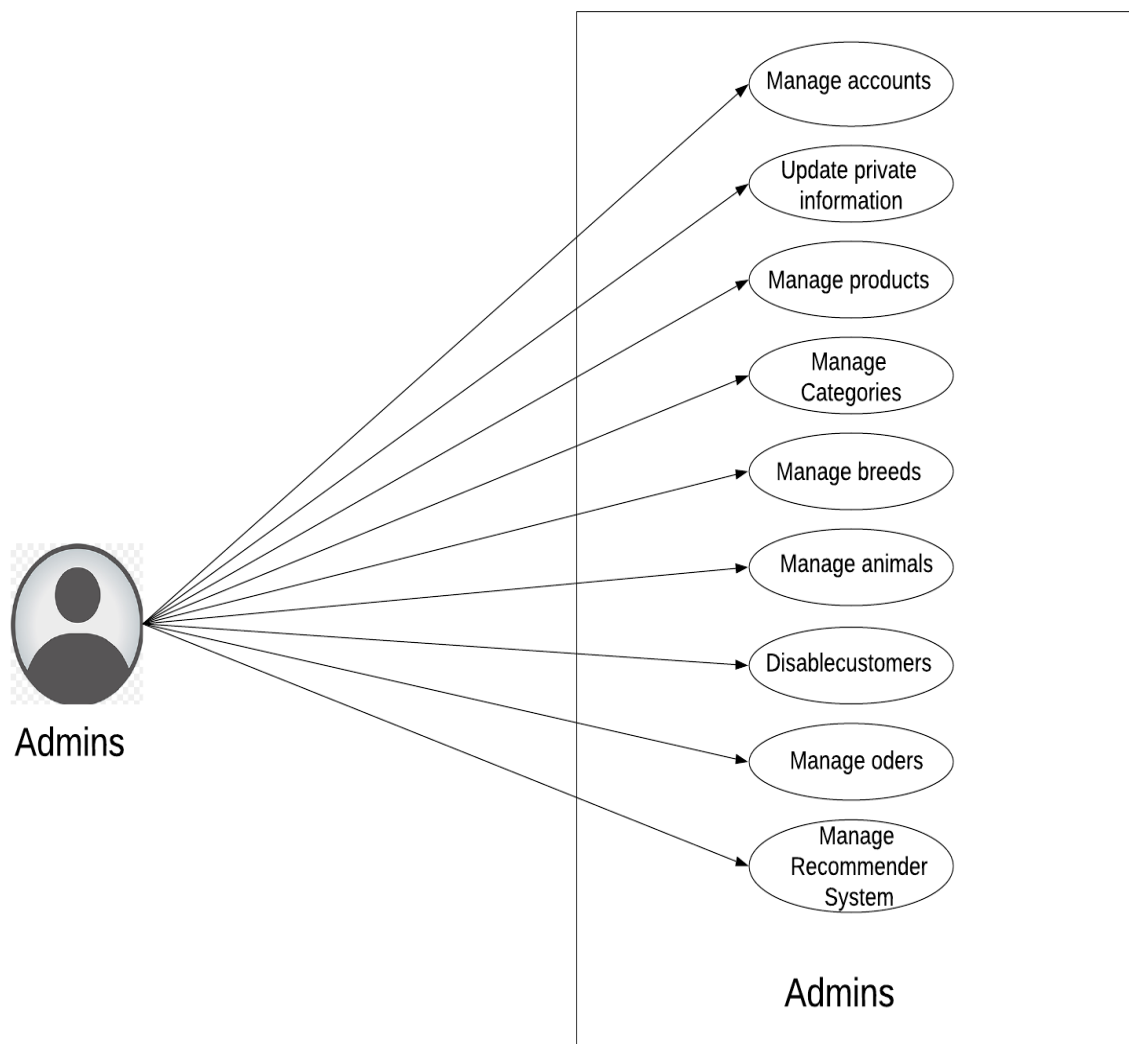 Manage accounts
Update private
information
Manage products
Manage
Categories
Manage breeds
Manage animals
Disablecustomers
Admins
Manage oders
Manage
Recommender
System
Admins